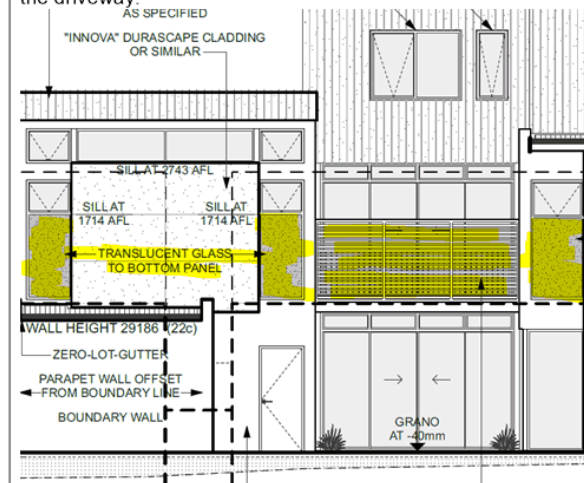 the driveway.
AS SPECIFIED
"INNOVA" DURASCAPE CLADDING
OR SIMILAR
SILL AT 2743 AFL
SILL AT
1714 AFL
SILL AT
1714 AFL
TRANSLUCENT GLASS
TO BOTTOM PANEL
WALL HEIGHT 29186 (22c)
ZERO-LOT-GUTTER
PARAPET WALL OFFSET
FROM BOUNDARY LINE
BOUNDARY WALL
GRANO
AT -40mm